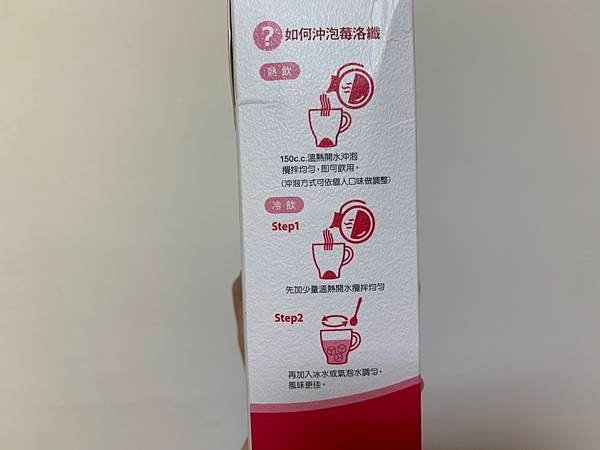 ? 如何沖泡莓洛纖
熱飲
150c.c.溫熱開水沖泡
攪拌均勻，即可飲用。
(沖泡方式可依個人口味做調整)
冷飲
Step1
先加少量溫熱開水攪拌均勻
Step2
再加入冰水或氣泡水調勻，
風味更佳。